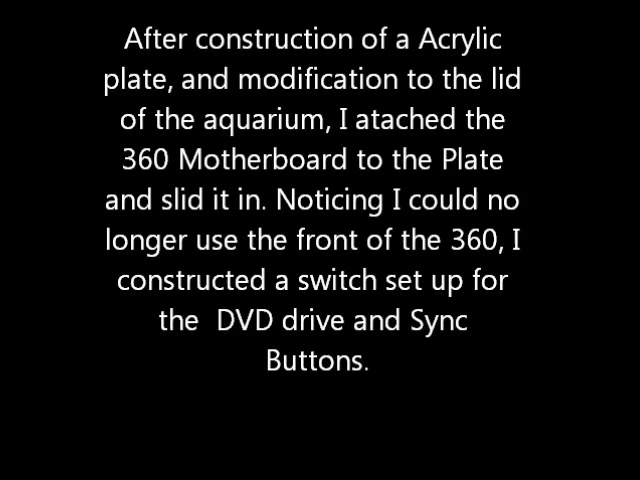 After construction of a Acrylic
plate, and modification to the lid
of the aquarium, I atached the
360 Motherboard to the Plate
and slid it in. Noticing I could no
longer use the front of the 360, I
constructed a switch set up for
the  DVD drive and Sync
Buttons.